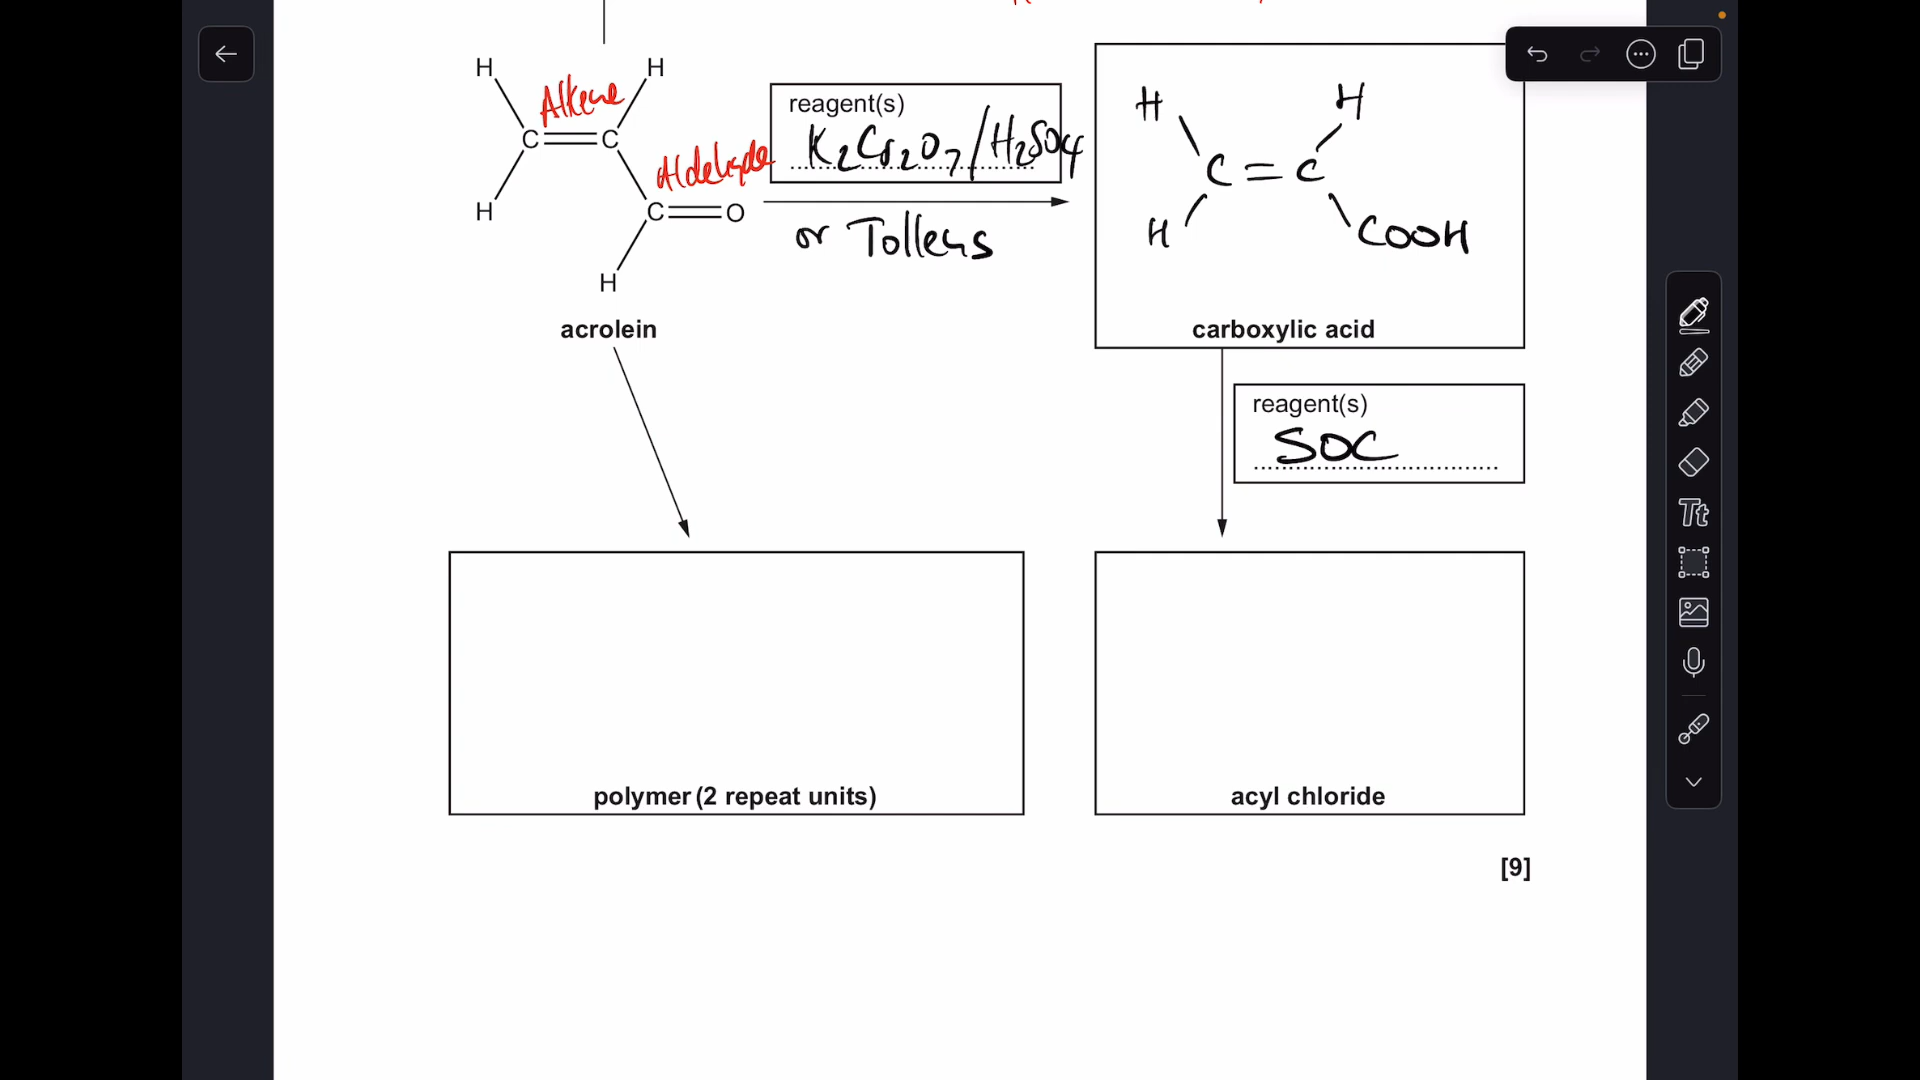 H H
Alkene
C C
Aldehyde
H C O
H
acrolein
reagent(s)
K2Cr2O7/H2SO4
or Tollens
H H
C = C
H COOH
carboxylic acid
reagent(s)
SOC
polymer (2 repeat units)
acyl chloride
[9]
Tt